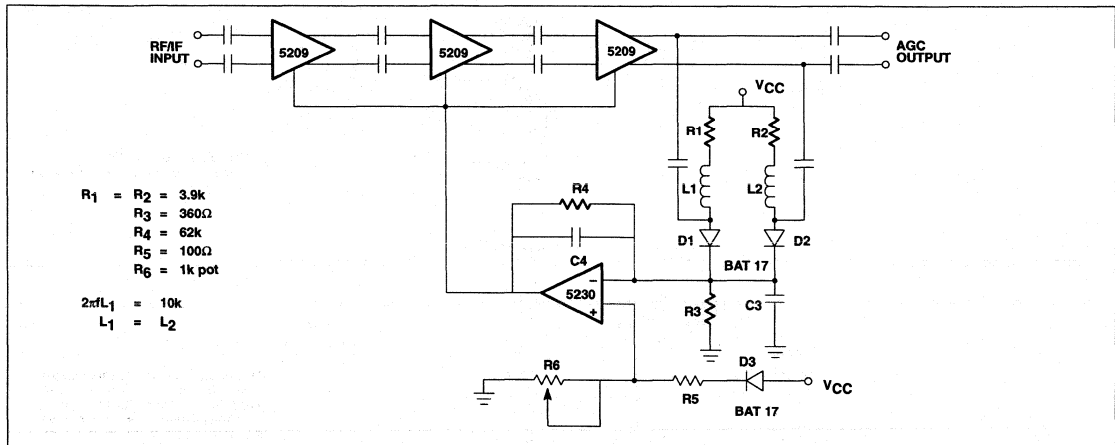 RF/IF
INPUT
5209
5209
5209
AGC
OUTPUT
VCC
R1
R2
L1
L2
D1
D2
BAT 17
R4
C4
5230
−
+
R3
C3
R6
R5
D3
BAT 17
VCC
R1 = R2 = 3.9k
R3 = 360Ω
R4 = 62k
R5 = 100Ω
R6 = 1k pot
2πfL1 = 10k
L1 = L2